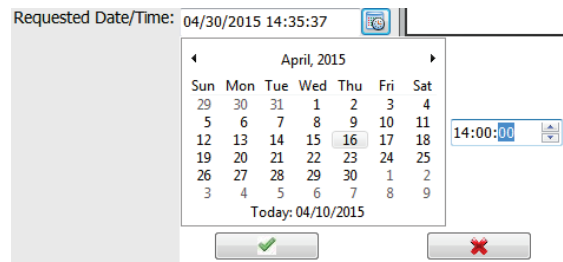 Requested Date/Time: 04/30/2015 14:35:37
April, 2015
Sun Mon Tue Wed Thu Fri Sat
29 30 31 1 2 3 4
5 6 7 8 9 10 11
12 13 14 15 16 17 18
14:00:00
19 20 21 22 23 24 25
26 27 28 29 30 1 2
3 4 5 6 7 8 9
Today: 04/10/2015